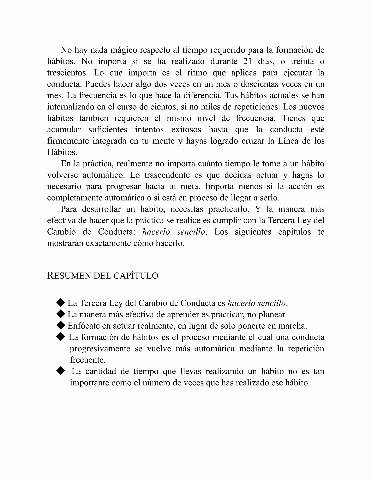 No hay nada mágico respecto al tiempo requerido para la formación de
hábitos. No importa si se ha realizado durante 21 días, o treinta o
trescientos. Lo que importa es el ritmo que aplicas para ejecutar la
conducta. Puedes hacer algo dos veces en un mes o doscientas veces en un
mes. La frecuencia es lo que hace la diferencia. Tus hábitos actuales se han
internalizado en el curso de cientos, si no miles de repeticiones. Los nuevos
hábitos también requieren el mismo nivel de frecuencia. Tienes que
acumular suficientes intentos exitosos hasta que la conducta esté
firmemente integrada en tu mente y hayas logrado cruzar la Línea de los
Hábitos.
En la práctica, realmente no importa cuánto tiempo le tome a un hábito
volverse automático. Lo trascendente es que decidas actuar y hagas lo
necesario para progresar hacia tu meta. Importa menos si la acción es
completamente automática o si está en proceso de llegar a serlo.
Para desarrollar un hábito, necesitas practicarlo. Y la manera más
efectiva de hacer que la práctica se realice es cumplir con la Tercera Ley del
Cambio de Conducta: hacerlo sencillo. Los siguientes capítulos te
mostrarán exactamente cómo hacerlo.
RESUMEN DEL CAPÍTULO
◆ La Tercera Ley del Cambio de Conducta es hacerlo sencillo.
◆ La manera más efectiva de aprender es practicar, no planear.
◆ Enfócate en actuar realmente, en lugar de solo ponerte en marcha.
◆ La formación de hábitos es el proceso mediante el cual una conducta
progresivamente se vuelve más automática mediante la repetición
frecuente.
◆ La cantidad de tiempo que llevas realizando un hábito no es tan
importante como el número de veces que has realizado ese hábito.